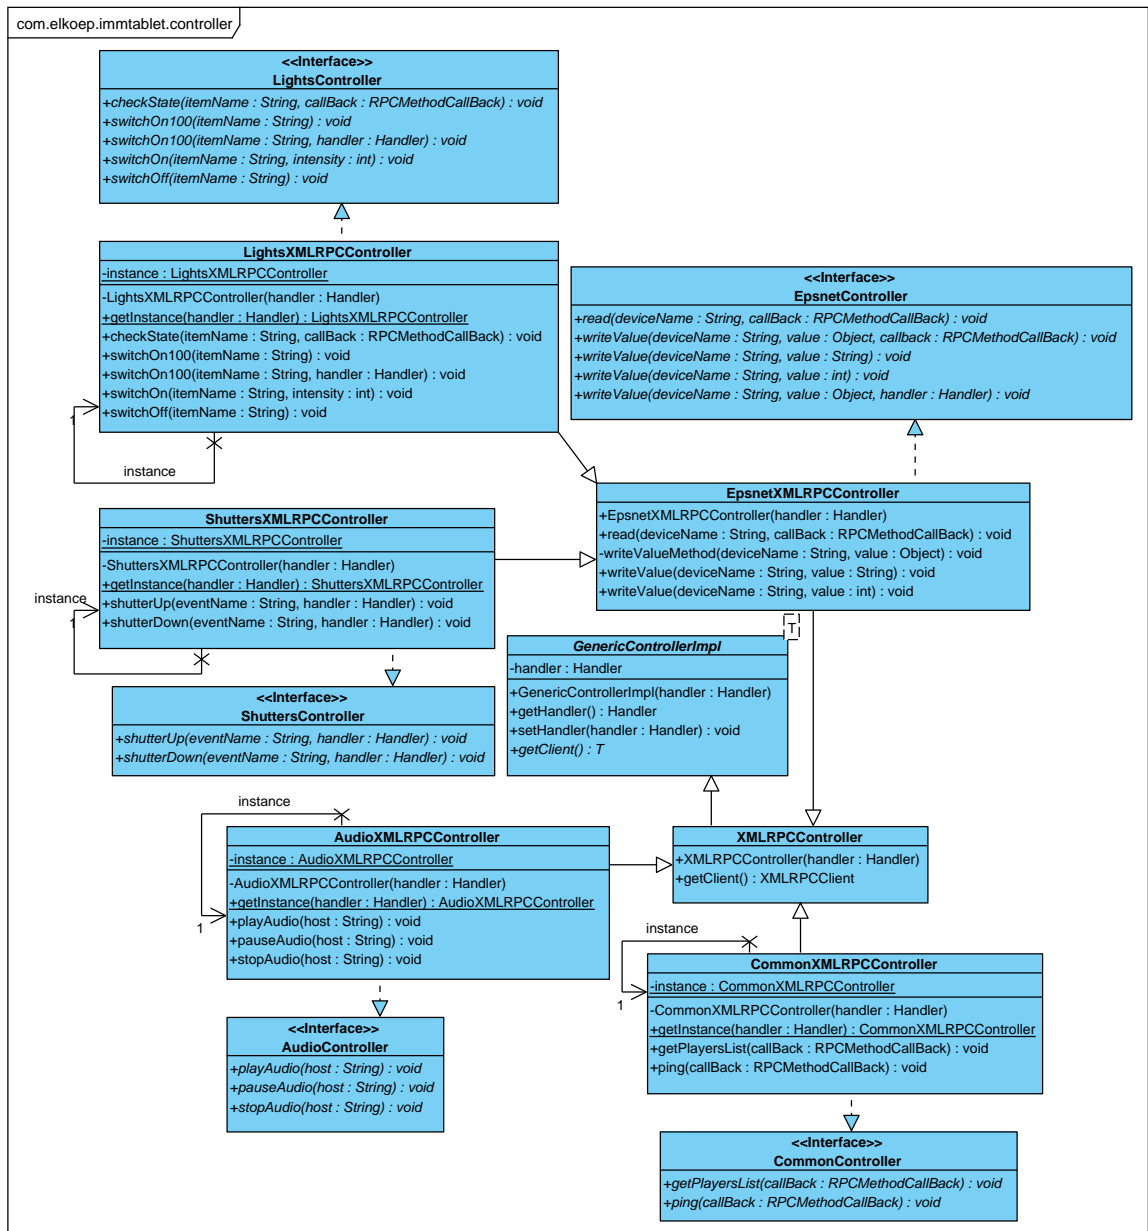 com.elkoep.immtablet.controller
<<Interface>>
LightsController
+checkState(itemName : String, callBack : RPCMethodCallBack) : void
+switchOn100(itemName : String) : void
+switchOn100(itemName : String, handler : Handler) : void
+switchOn(itemName : String, intensity : int) : void
+switchOff(itemName : String) : void
LightsXMLRPCController
-instance : LightsXMLRPCController
-LightsXMLRPCController(handler : Handler)
+getInstance(handler : Handler) : LightsXMLRPCController
+checkState(itemName : String, callBack : RPCMethodCallBack) : void
+switchOn100(itemName : String) : void
+switchOn100(itemName : String, handler : Handler) : void
+switchOn(itemName : String, intensity : int) : void
+switchOff(itemName : String) : void
1
instance
<<Interface>>
EpsnetController
+read(deviceName : String, callBack : RPCMethodCallBack) : void
+writeValue(deviceName : String, value : Object, callback : RPCMethodCallBack) : void
+writeValue(deviceName : String, value : String) : void
+writeValue(deviceName : String, value : int) : void
+writeValue(deviceName : String, value : Object, handler : Handler) : void
EpsnetXMLRPCController
+EpsnetXMLRPCController(handler : Handler)
+read(deviceName : String, callBack : RPCMethodCallBack) : void
-writeValueMethod(deviceName : String, value : Object) : void
+writeValue(deviceName : String, value : String) : void
+writeValue(deviceName : String, value : int) : void
ShuttersXMLRPCController
-instance : ShuttersXMLRPCController
-ShuttersXMLRPCController(handler : Handler)
+getInstance(handler : Handler) : ShuttersXMLRPCController
+shutterUp(eventName : String, handler : Handler) : void
+shutterDown(eventName : String, handler : Handler) : void
instance
1
<<Interface>>
ShuttersController
+shutterUp(eventName : String, handler : Handler) : void
+shutterDown(eventName : String, handler : Handler) : void
T
GenericControllerImpl
-handler : Handler
+GenericControllerImpl(handler : Handler)
+getHandler() : Handler
+setHandler(handler : Handler) : void
+getClient() : T
instance
1
AudioXMLRPCController
-instance : AudioXMLRPCController
-AudioXMLRPCController(handler : Handler)
+getInstance(handler : Handler) : AudioXMLRPCController
+playAudio(host : String) : void
+pauseAudio(host : String) : void
+stopAudio(host : String) : void
XMLRPCController
+XMLRPCController(handler : Handler)
+getClient() : XMLRPCClient
instance
1
CommonXMLRPCController
-instance : CommonXMLRPCController
-CommonXMLRPCController(handler : Handler)
+getInstance(handler : Handler) : CommonXMLRPCController
+getPlayersList(callBack : RPCMethodCallBack) : void
+ping(callBack : RPCMethodCallBack) : void
<<Interface>>
AudioController
+playAudio(host : String) : void
+pauseAudio(host : String) : void
+stopAudio(host : String) : void
<<Interface>>
CommonController
+getPlayersList(callBack : RPCMethodCallBack) : void
+ping(callBack : RPCMethodCallBack) : void